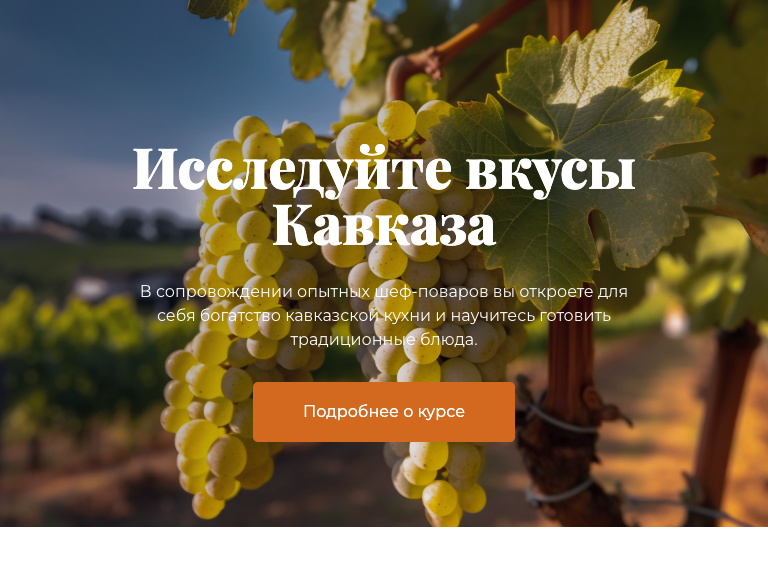 Исследуйте вкусы
Кавказа
В сопровождении опытных шеф-поваров вы откроете для
себя богатство кавказской кухни и научитесь готовить
традиционные блюда.
Подробнее о курсе